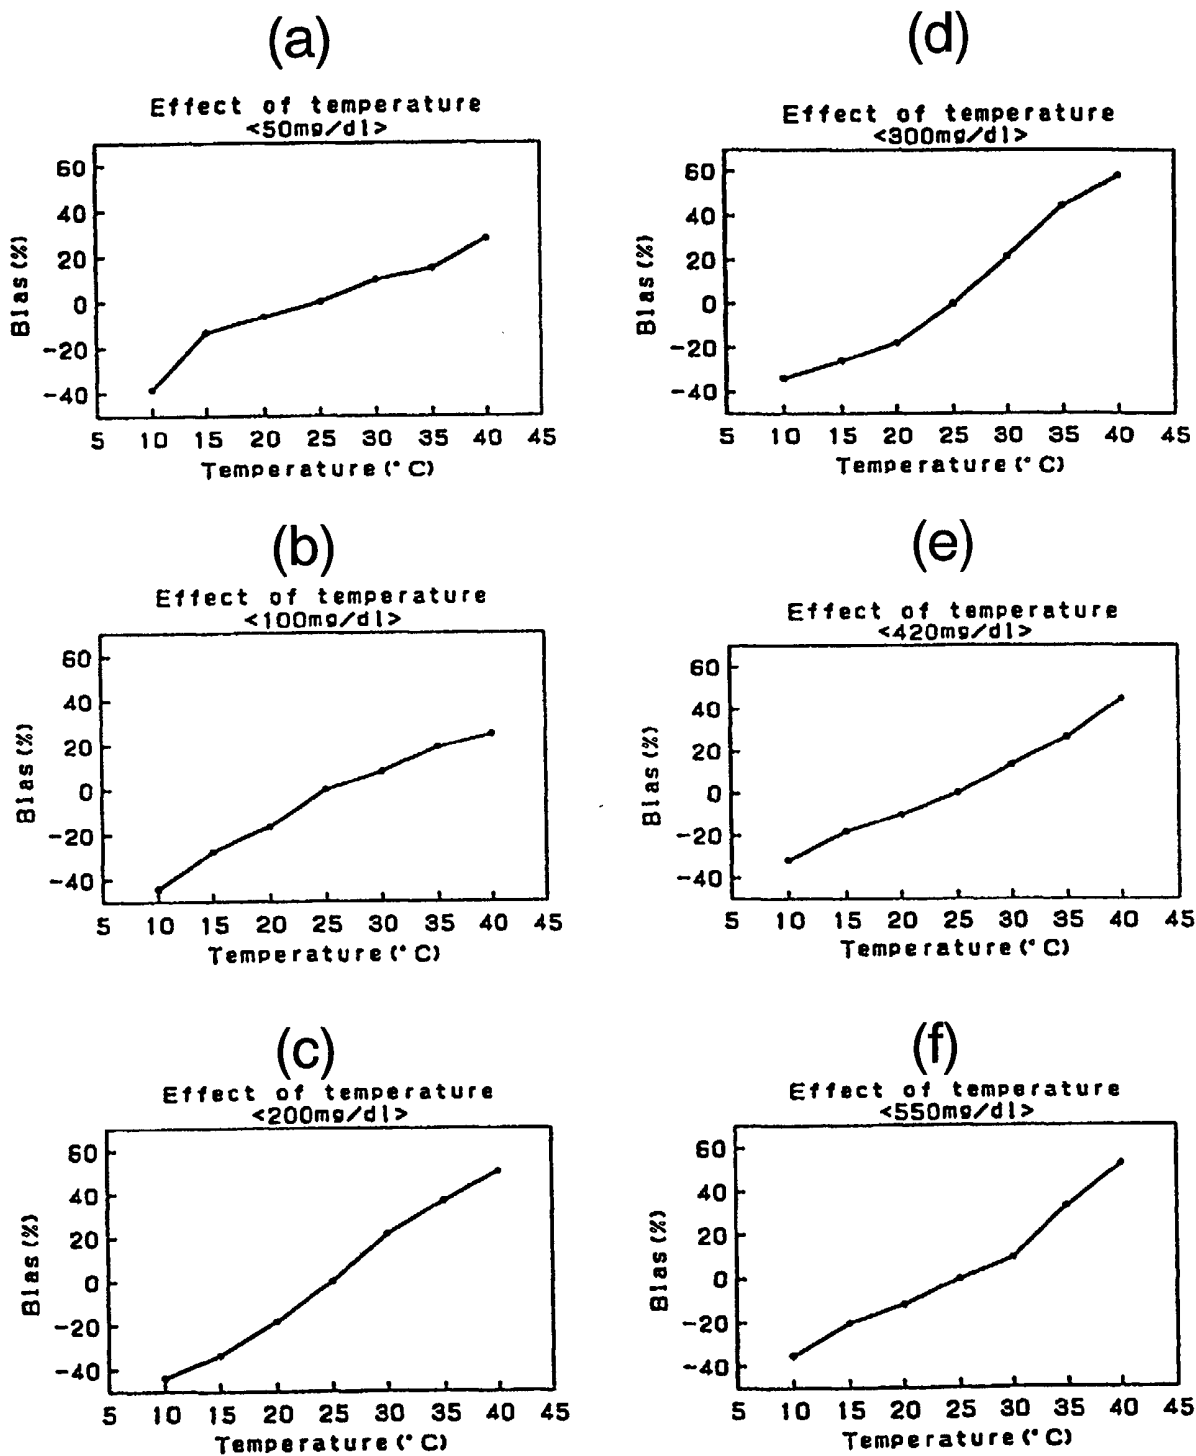 (a)
Effect of temperature
<50mg/dl>
60
40
20
0
-20
-40
Bias(%)
5 10 15 20 25 30 35 40 45
Temperature(°C)
(b)
Effect of temperature
<100mg/dl>
60
40
20
0
-20
-40
Bias(%)
5 10 15 20 25 30 35 40 45
Temperature(°C)
(c)
Effect of temperature
<200mg/dl>
60
40
20
0
-20
-40
Bias(%)
5 10 15 20 25 30 35 40 45
Temperature(°C)
(d)
Effect of temperature
<300mg/dl>
60
40
20
0
-20
-40
Bias(%)
5 10 15 20 25 30 35 40 45
Temperature(°C)
(e)
Effect of temperature
<420mg/dl>
60
40
20
0
-20
-40
Bias(%)
5 10 15 20 25 30 35 40 45
Temperature(°C)
(f)
Effect of temperature
<550mg/dl>
60
40
20
0
-20
-40
Bias(%)
5 10 15 20 25 30 35 40 45
Temperature(°C)